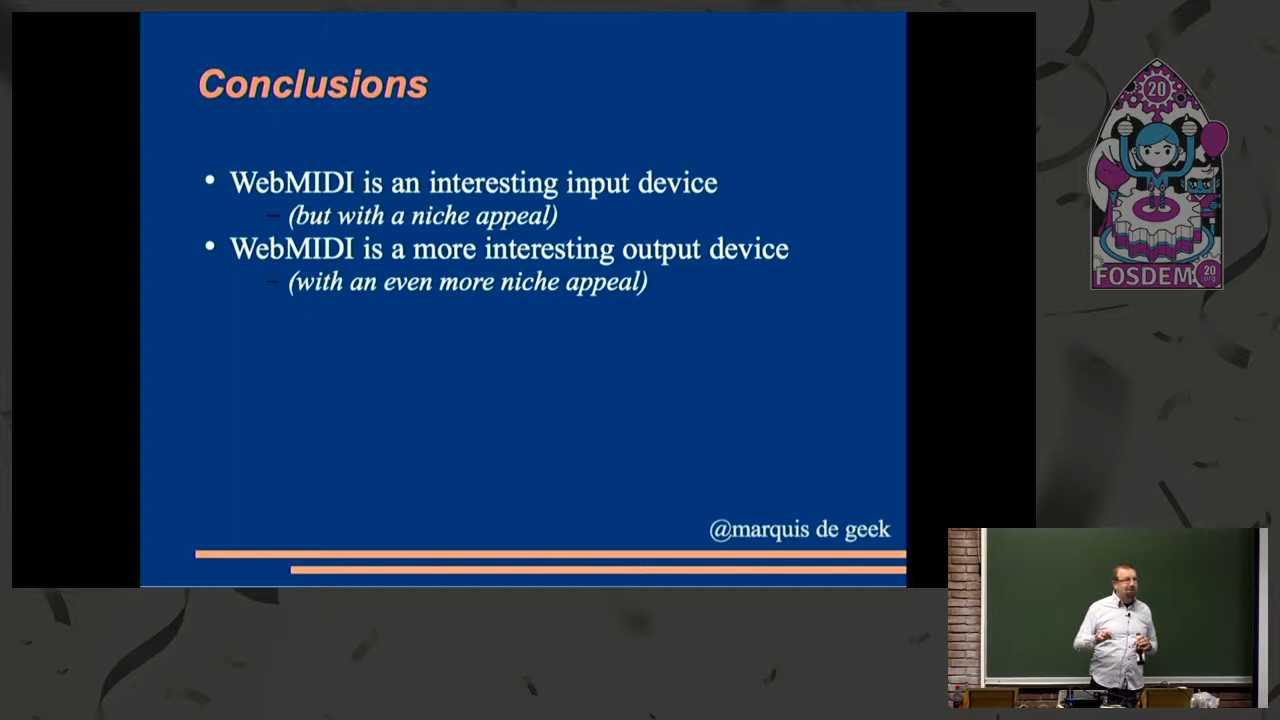 Conclusions
• WebMIDI is an interesting input device
– (but with a niche appeal)
• WebMIDI is a more interesting output device
– (with an even more niche appeal)
@marquis de geek
20
FOSDEM 20
.org